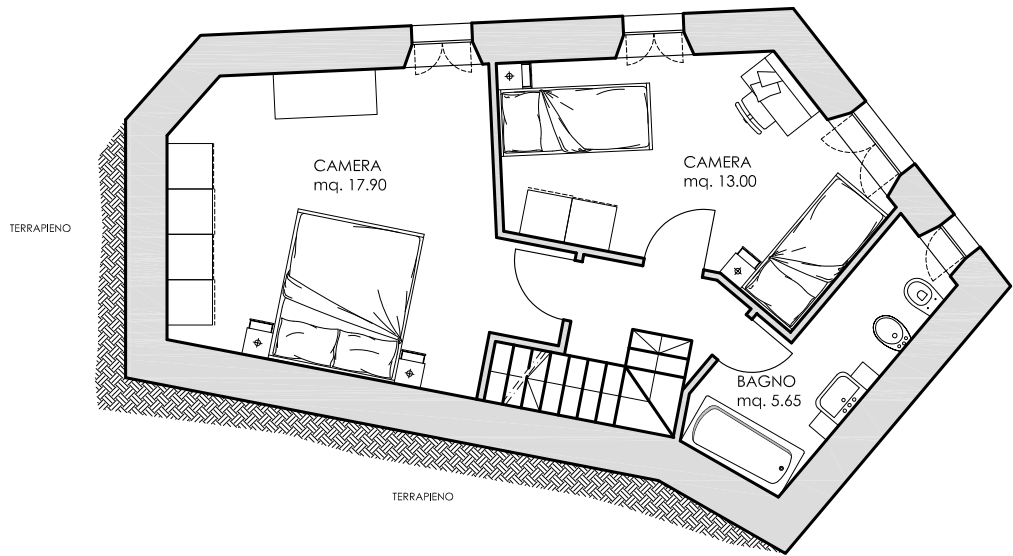 CAMERA
mq. 17.90
CAMERA
mq. 13.00
TERRAPIENO
BAGNO
mq. 5.65
TERRAPIENO